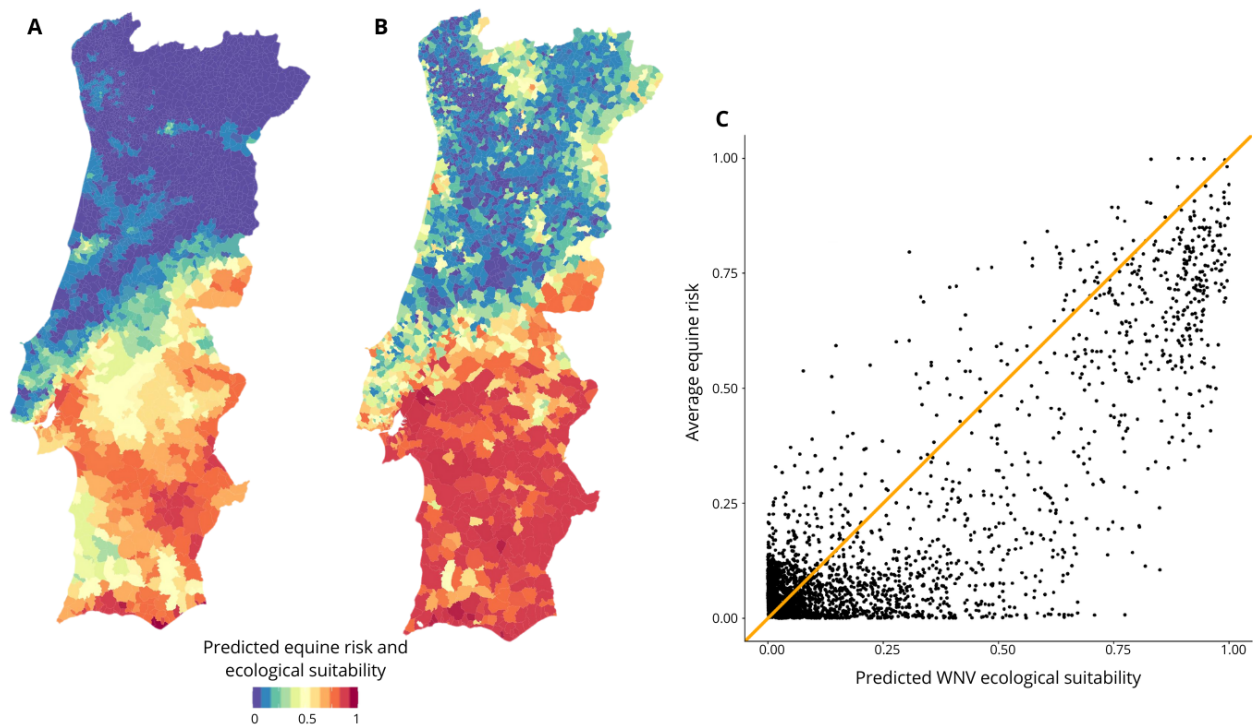 A
B
Predicted equine risk and
ecological suitability
0
0.5
1
C
1.00
0.75
0.50
0.25
0.00
Average equine risk
0.00
0.25
0.50
0.75
1.00
Predicted WNV ecological suitability